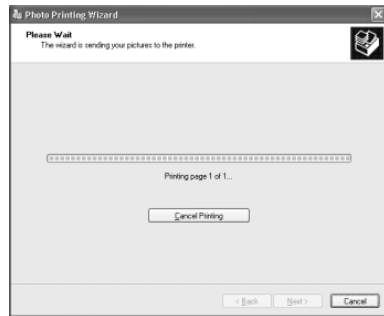 Photo Printing Wizard
Please Wait
The wizard is sending your pictures to the printer.
Printing page 1 of 1...
Cancel Printing
< Back Next > Cancel